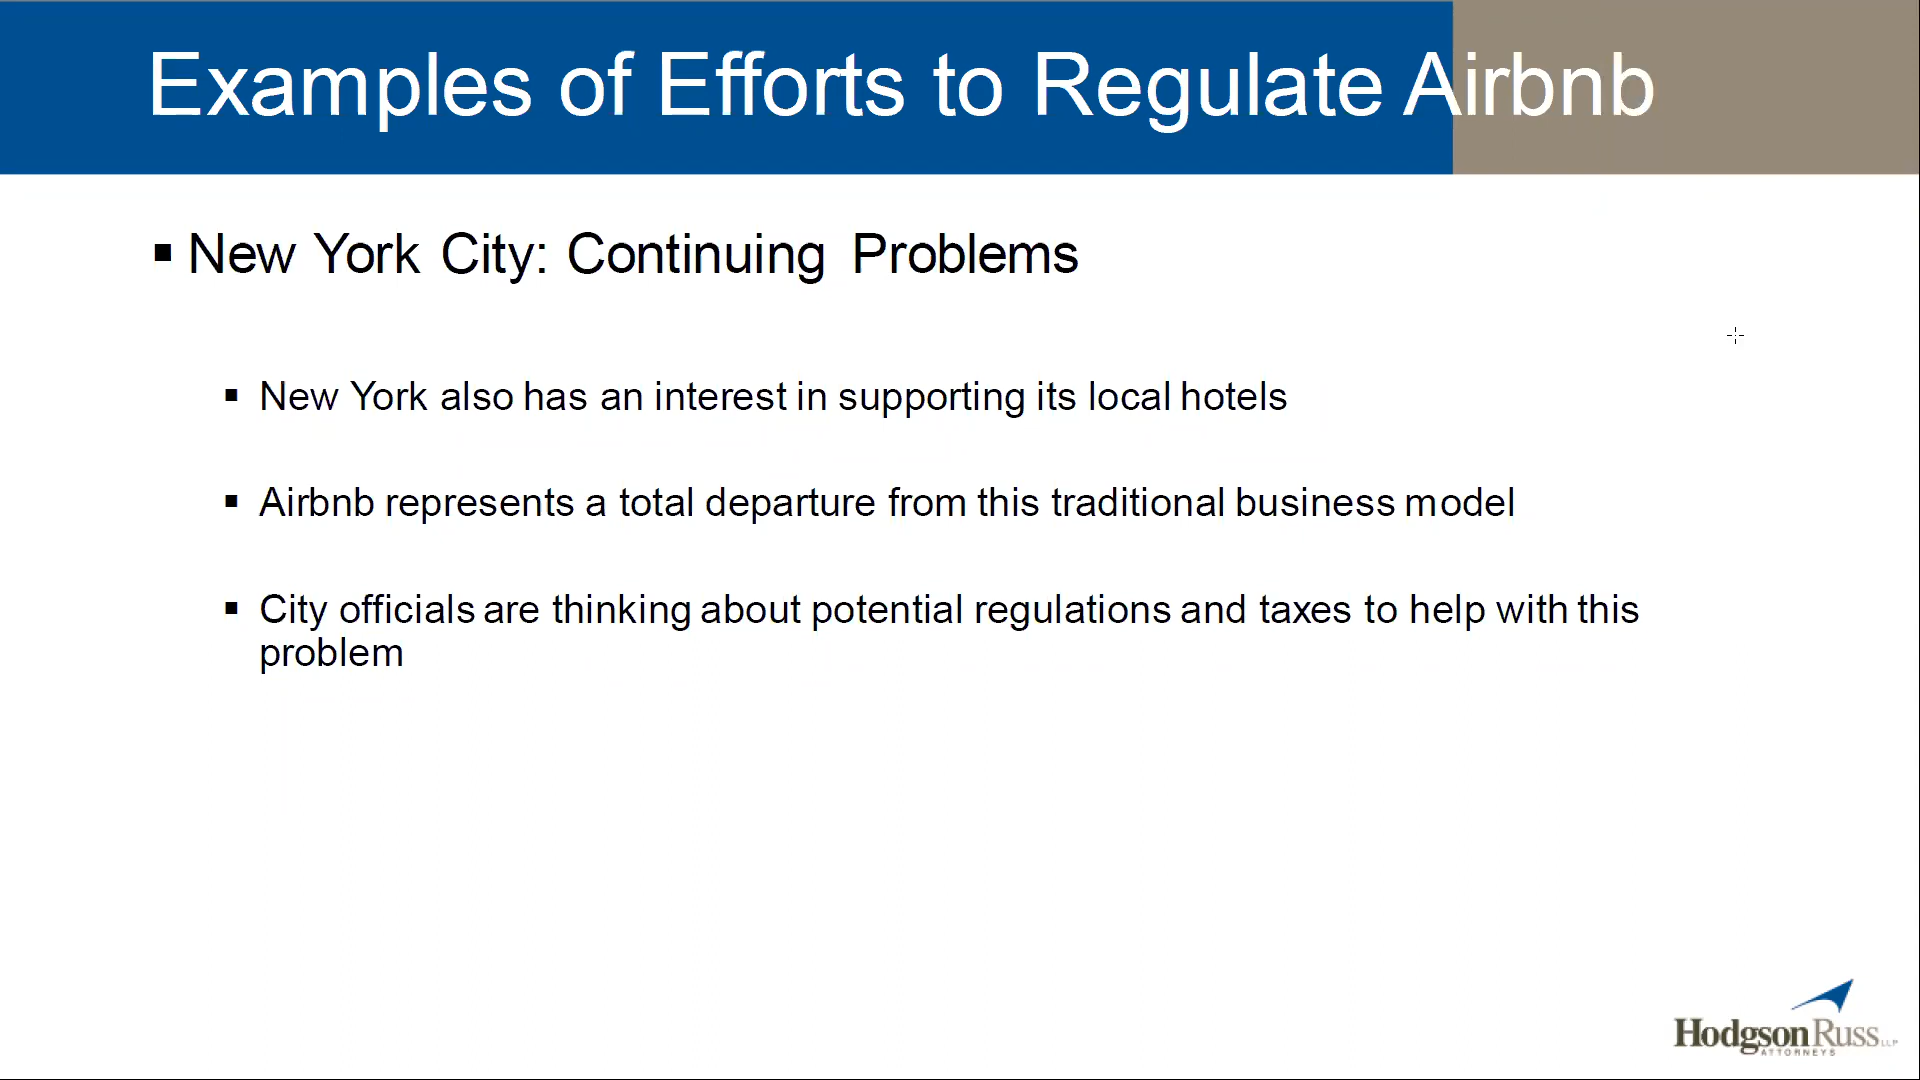 Examples of Efforts to Regulate Airbnb
▪ New York City: Continuing Problems
▪ New York also has an interest in supporting its local hotels
▪ Airbnb represents a total departure from this traditional business model
▪ City officials are thinking about potential regulations and taxes to help with this
problem
Hodgson Russ LLP
ATTORNEYS